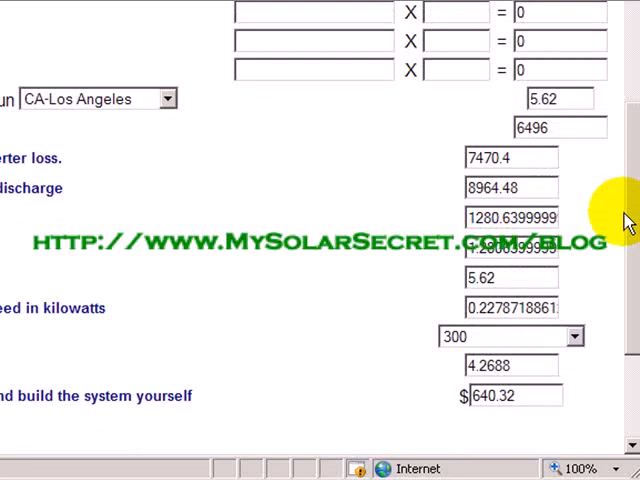 X = 0
X = 0
X = 0
un CA-Los Angeles 5.62
6496
erter loss. 7470.4
discharge 8964.48
1280.6399999
HTTP://WWW.MYSOLARSECRET.COM/BLOG
1.2806399999
5.62
eed in kilowatts 0.2278718861
300
4.2688
nd build the system yourself $640.32
Internet 100%